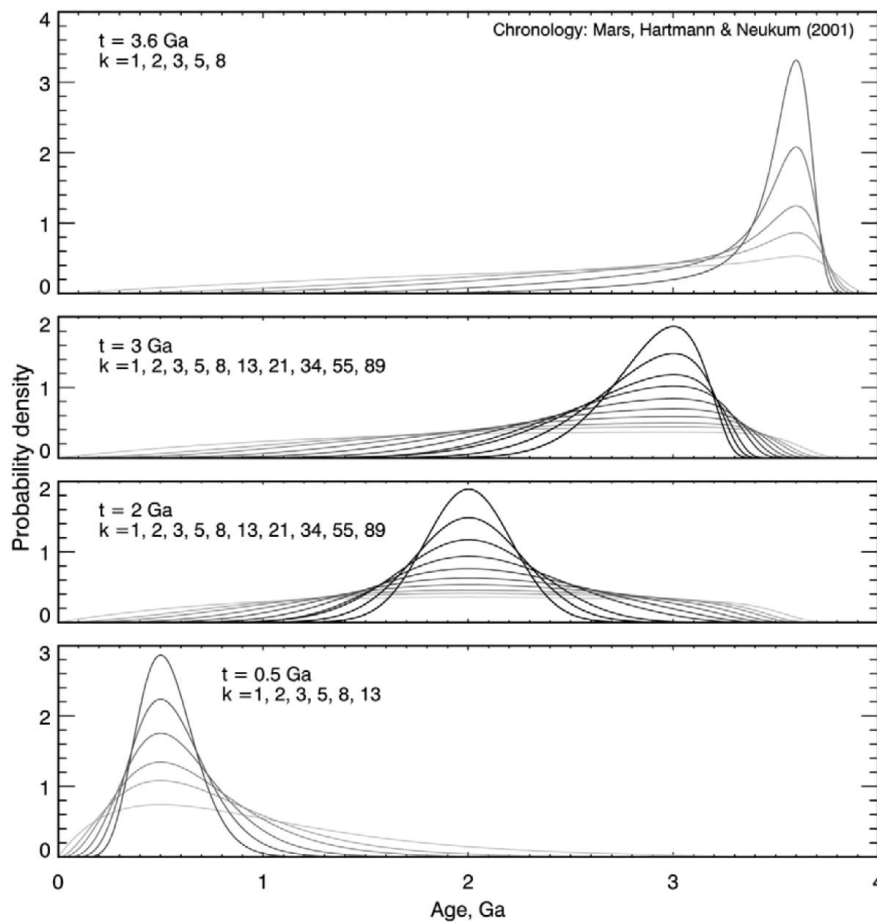 Chronology: Mars, Hartmann & Neukum (2001)
t = 3.6 Ga
k =1, 2, 3, 5, 8
4
3
2
1
0
t = 3 Ga
k =1, 2, 3, 5, 8, 13, 21, 34, 55, 89
2
1
0
t = 2 Ga
k =1, 2, 3, 5, 8, 13, 21, 34, 55, 89
2
1
0
t = 0.5 Ga
k =1, 2, 3, 5, 8, 13
3
2
1
0
Probability density
0 1 2 3 4
Age, Ga